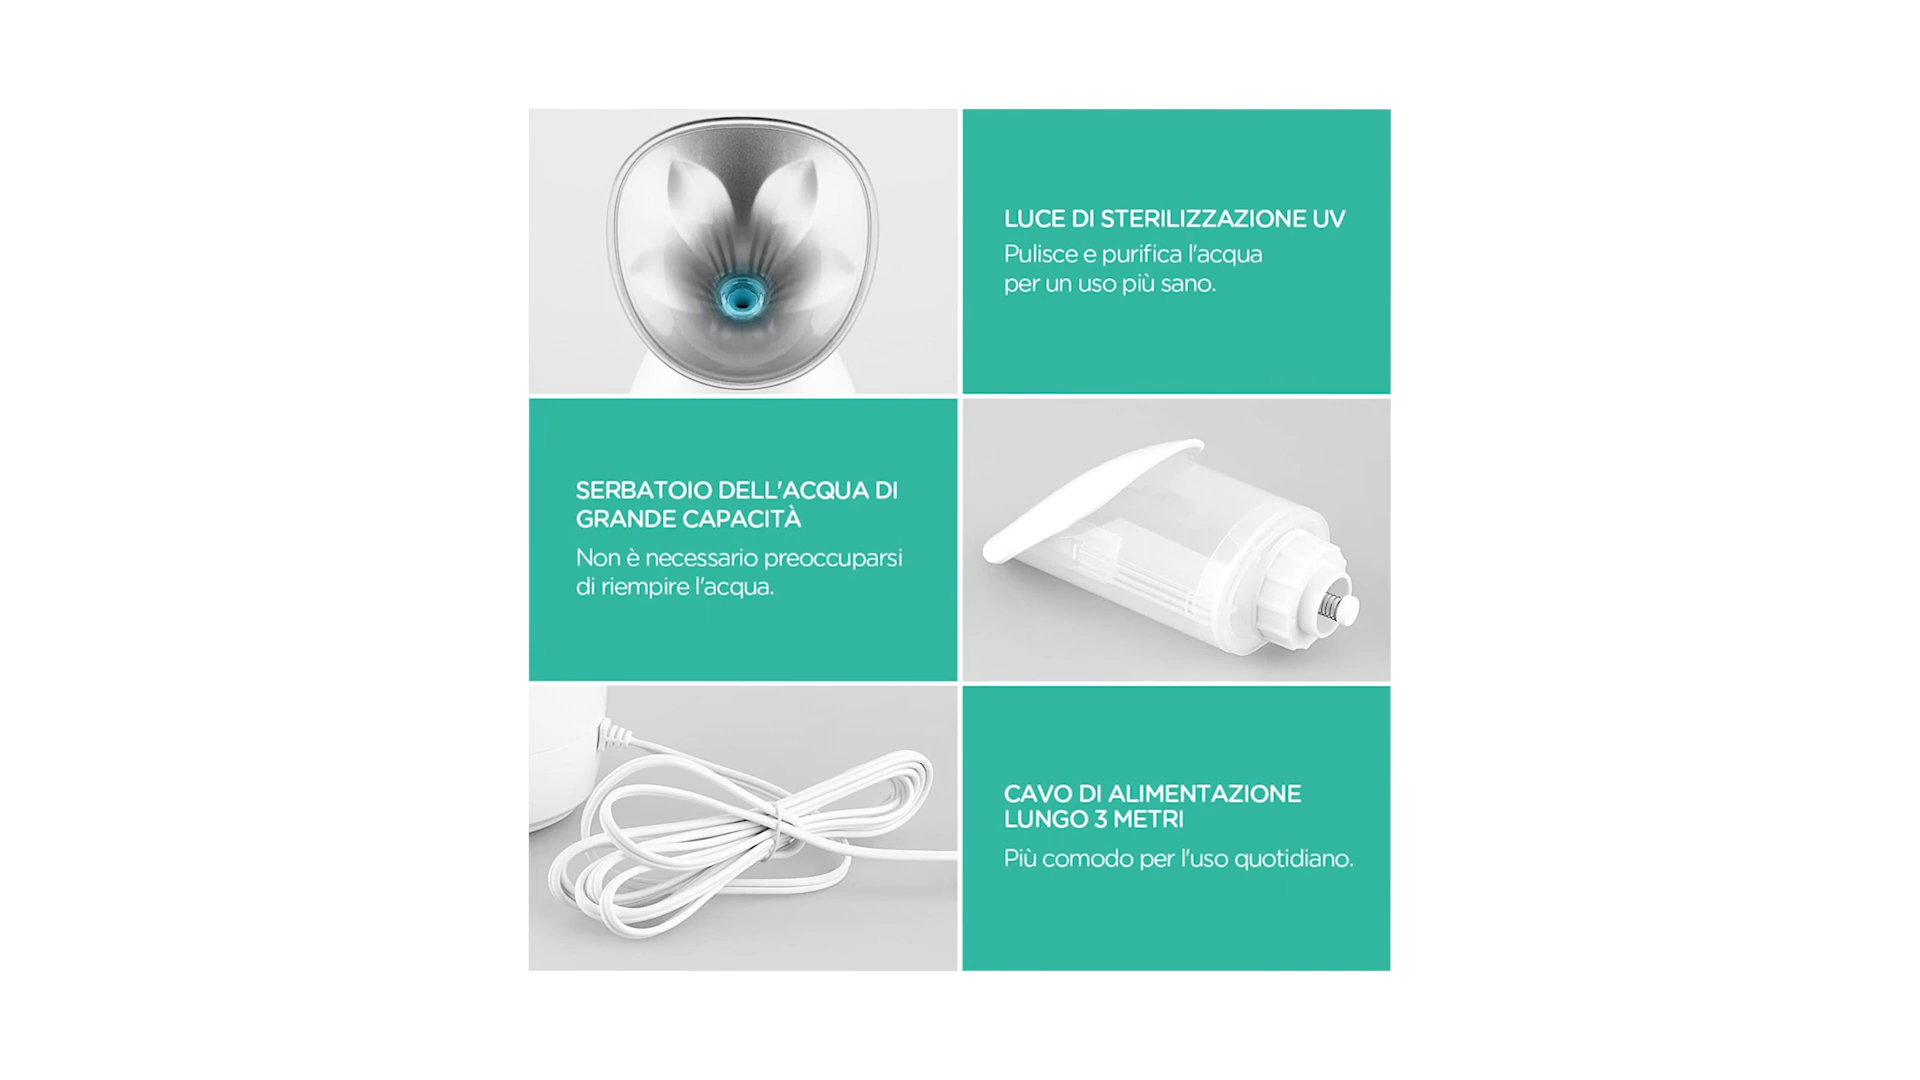 LUCE DI STERILIZZAZIONE UV
Pulisce e purifica l'acqua
per un uso più sano.
SERBATOIO DELL'ACQUA DI
GRANDE CAPACITÀ
Non è necessario preoccuparsi
di riempire l'acqua.
CAVO DI ALIMENTAZIONE
LUNGO 3 METRI
Più comodo per l'uso quotidiano.